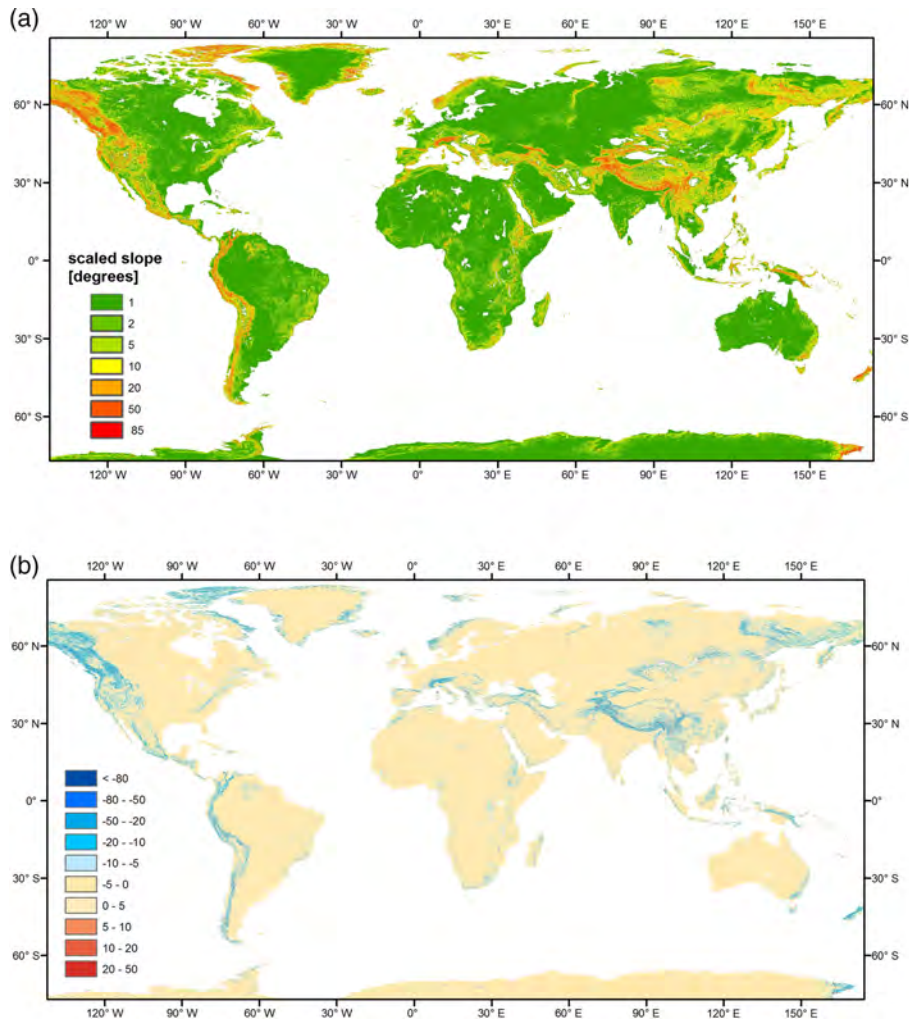 (a)
120° W 90° W 60° W 30° W 0° 30° E 60° E 90° E 120° E 150° E
60° N 60° N
30° N 30° N
0° 0°
30° S 30° S
60° S 60° S
scaled slope
[degrees]
1
2
5
10
20
50
85
120° W 90° W 60° W 30° W 0° 30° E 60° E 90° E 120° E 150° E
(b)
120° W 90° W 60° W 30° W 0° 30° E 60° E 90° E 120° E 150° E
60° N 60° N
30° N 30° N
0° 0°
30° S 30° S
60° S 60° S
< -80
-80 - -50
-50 - -20
-20 - -10
-10 - -5
-5 - 0
0 - 5
5 - 10
10 - 20
20 - 50
120° W 90° W 60° W 30° W 0° 30° E 60° E 90° E 120° E 150° E